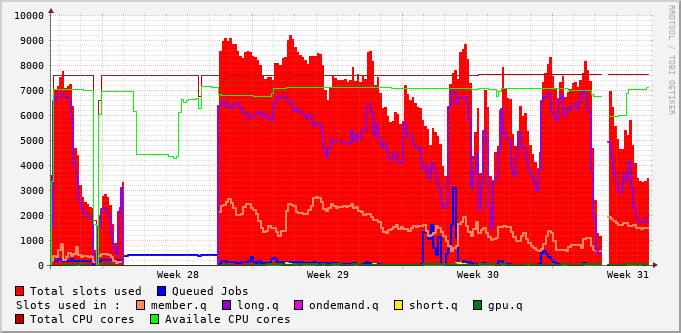 10000
9000
8000
7000
6000
5000
4000
3000
2000
1000
0
Week 28 Week 29 Week 30 Week 31
RRDTOOL / TOBI OETIKER
Total slots used Queued Jobs
Slots used in : member.q long.q ondemand.q short.q gpu.q
Total CPU cores Availale CPU cores